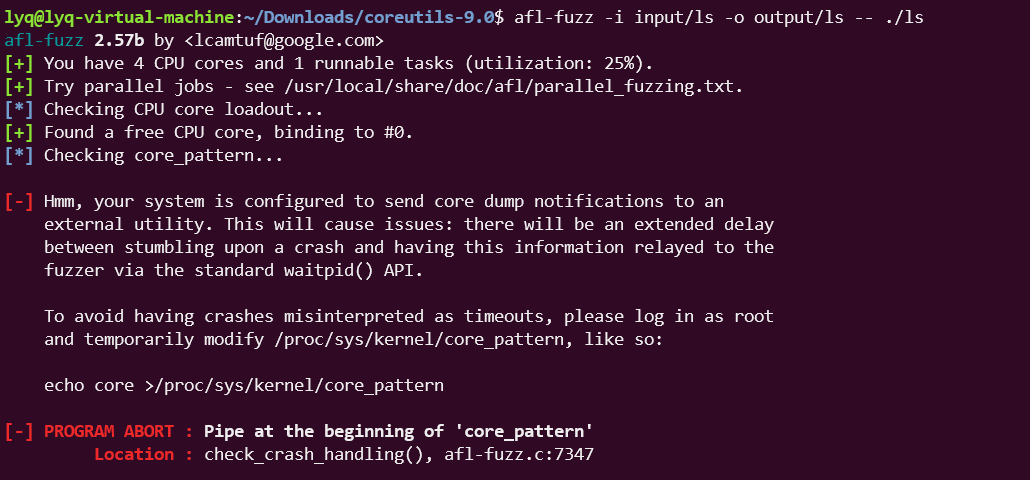 lyq@lyq-virtual-machine:~/Downloads/coreutils-9.0$ afl-fuzz -i input/ls -o output/ls -- ./ls
afl-fuzz 2.57b by <lcamtuf@google.com>
[+] You have 4 CPU cores and 1 runnable tasks (utilization: 25%).
[+] Try parallel jobs - see /usr/local/share/doc/afl/parallel_fuzzing.txt.
[*] Checking CPU core loadout...
[+] Found a free CPU core, binding to #0.
[*] Checking core_pattern...
[-] Hmm, your system is configured to send core dump notifications to an
external utility. This will cause issues: there will be an extended delay
between stumbling upon a crash and having this information relayed to the
fuzzer via the standard waitpid() API.
To avoid having crashes misinterpreted as timeouts, please log in as root
and temporarily modify /proc/sys/kernel/core_pattern, like so:
echo core >/proc/sys/kernel/core_pattern
[-] PROGRAM ABORT : Pipe at the beginning of 'core_pattern'
Location : check_crash_handling(), afl-fuzz.c:7347